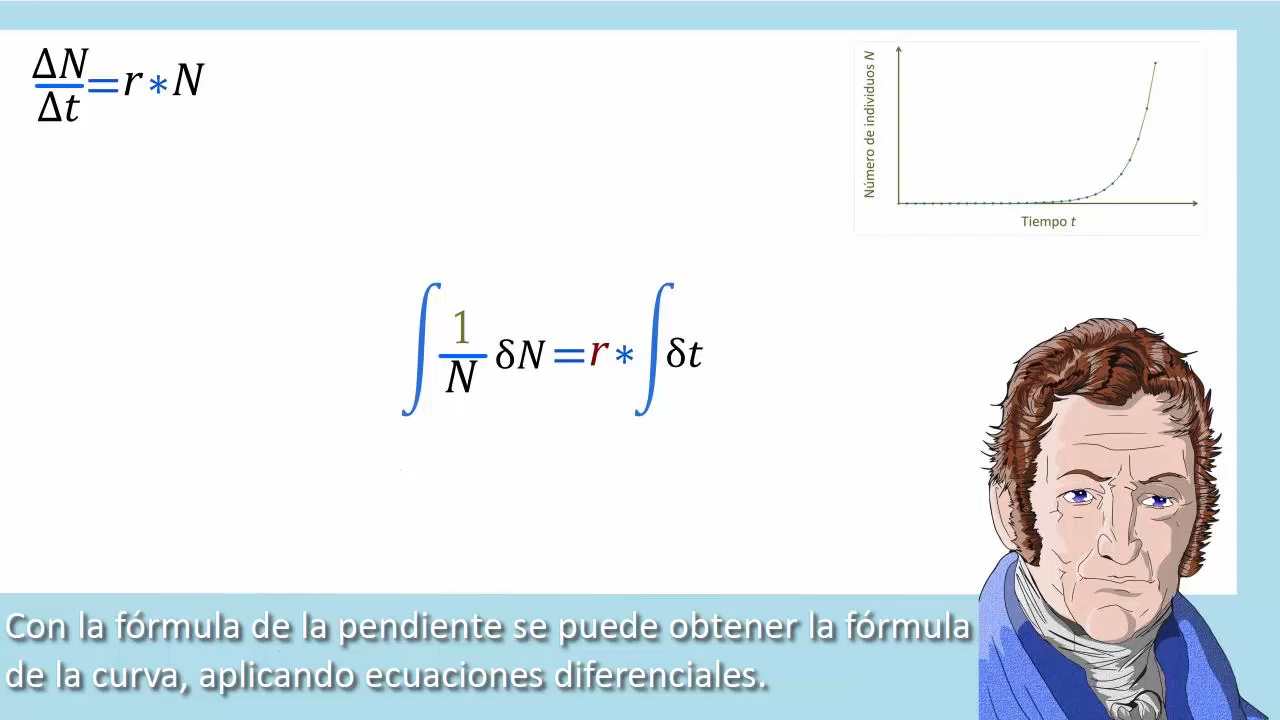 ΔN/Δt = r * N
Número de individuos N
Tiempo t
∫ 1/N δN = r * ∫ δt
Con la fórmula de la pendiente se puede obtener la fórmula
de la curva, aplicando ecuaciones diferenciales.